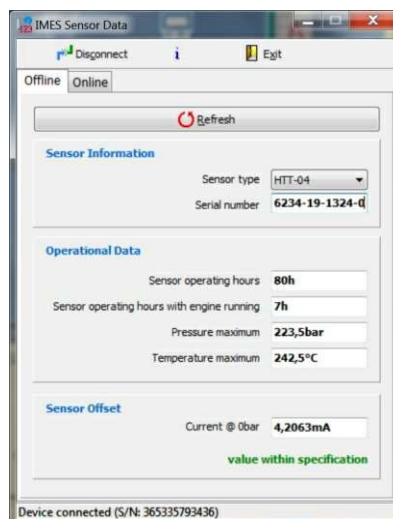 IMES Sensor Data
Disconnect i Exit
Offline Online
Refresh
Sensor Information
Sensor type HTT-04
Serial number 6234-19-1324-0
Operational Data
Sensor operating hours 80h
Sensor operating hours with engine running 7h
Pressure maximum 223,5bar
Temperature maximum 242,5°C
Sensor Offset
Current @ 0bar 4,2063mA
value within specification
Device connected (S/N: 365335793436)